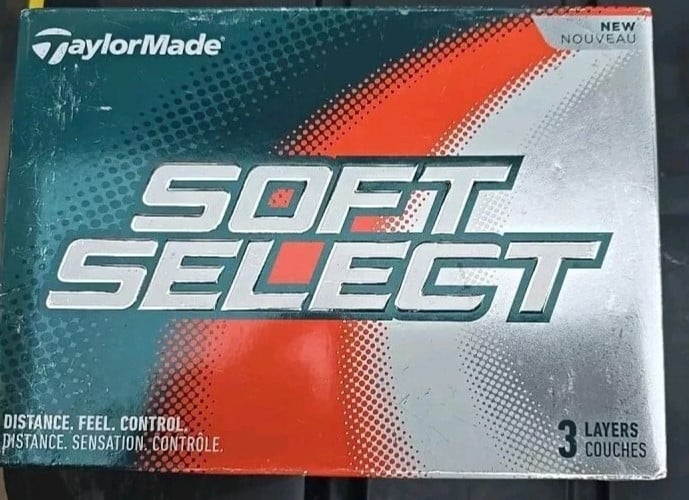 TaylorMade
NEW
NOUVEAU
SOFT
SELECT
DISTANCE. FEEL. CONTROL.
DISTANCE. SENSATION. CONTRÔLE.
3 LAYERS
COUCHES